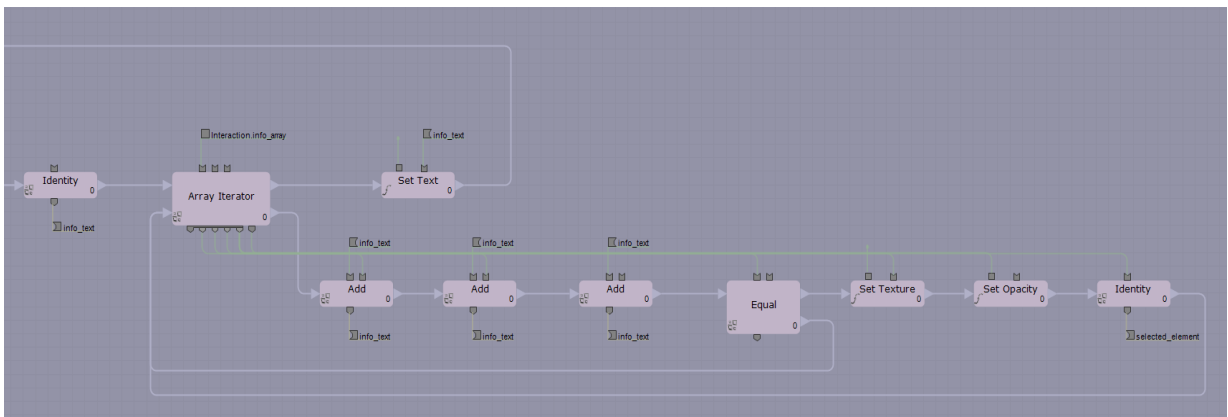 Interaction.info_array
info_text
Identity
0
Array Iterator
0
Set Text
0
info_text
info_text
info_text
info_text
Add
0
Add
0
Add
0
Equal
0
Set Texture
0
Set Opacity
0
Identity
0
info_text
info_text
info_text
selected_element